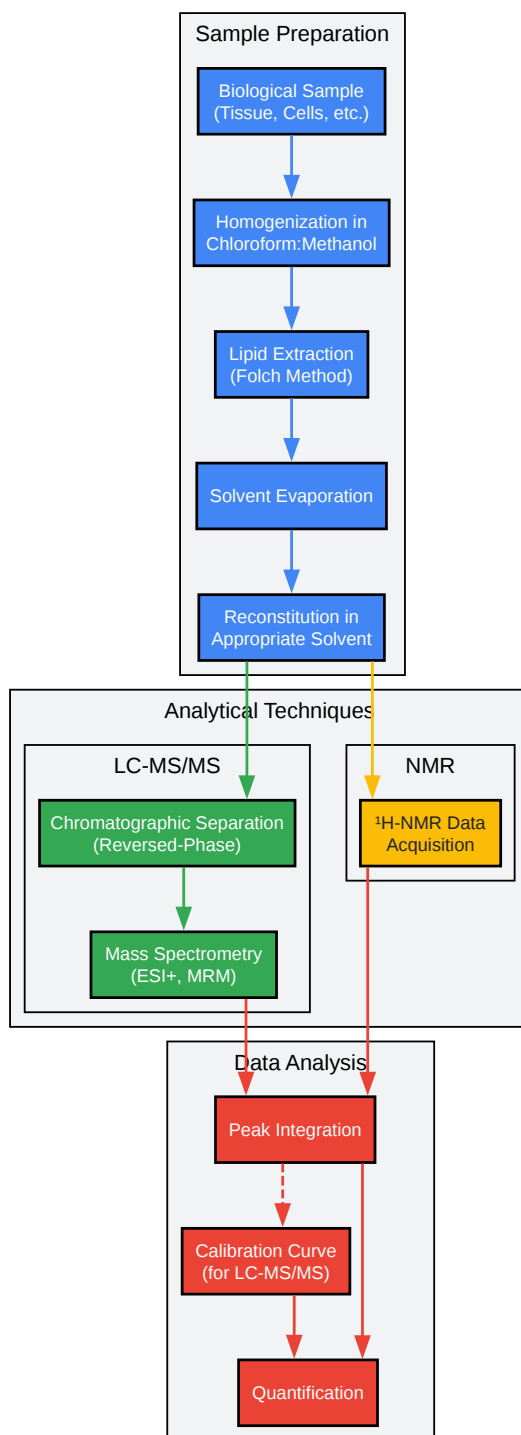 Sample Preparation
Biological Sample
(Tissue, Cells, etc.)
Homogenization in
Chloroform:Methanol
Lipid Extraction
(Folch Method)
Solvent Evaporation
Reconstitution in
Appropriate Solvent
Analytical Techniques
LC-MS/MS
NMR
Chromatographic Separation
(Reversed-Phase)
¹H-NMR Data
Acquisition
Mass Spectrometry
(ESI+, MRM)
Data Analysis
Peak Integration
Calibration Curve
(for LC-MS/MS)
Quantification